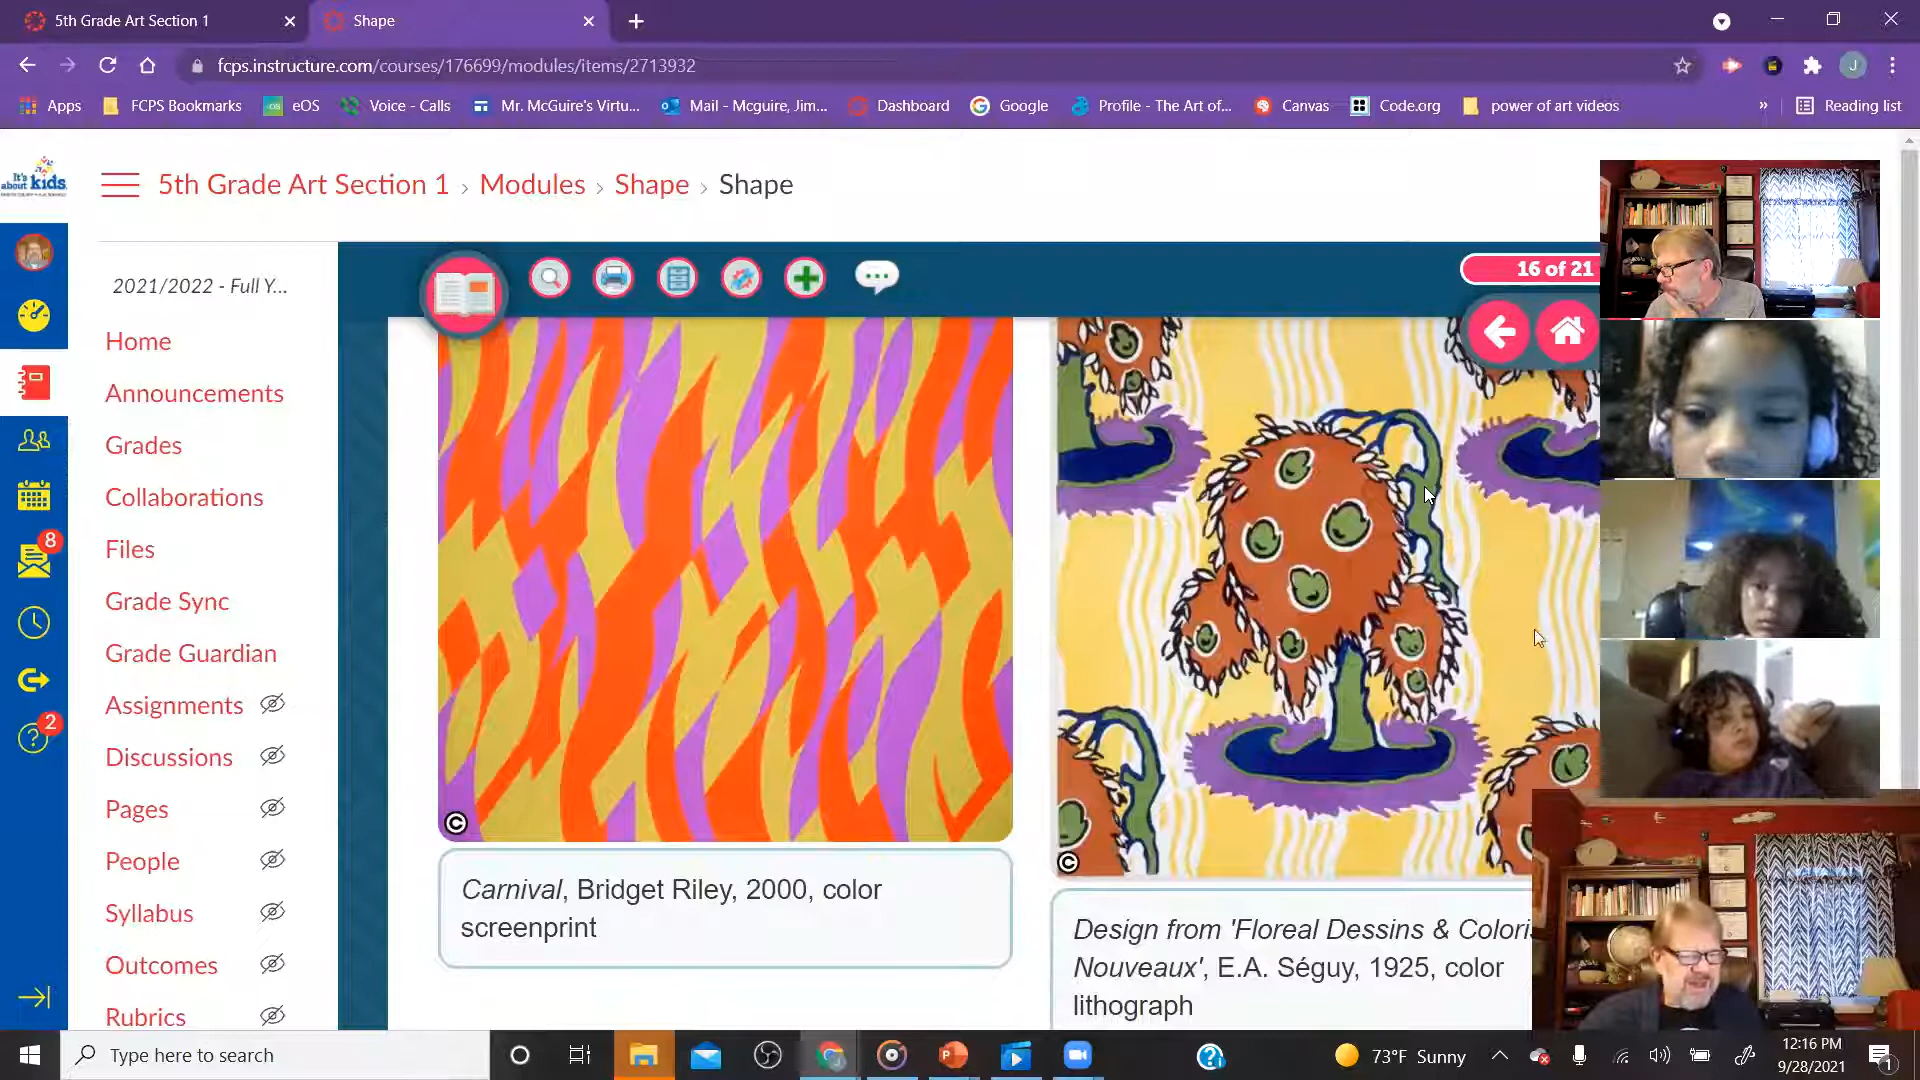 5th Grade Art Section 1
Shape
fcps.instructure.com/courses/176699/modules/items/2713932
J
Apps
FCPS Bookmarks
eOS
Voice - Calls
Mr. McGuire's Virtu...
Mail - Mcguire, Jim...
Dashboard
Google
Profile - The Art of...
Canvas
Code.org
power of art videos
»
Reading list
It's about kids
5th Grade Art Section 1 › Modules › Shape › Shape
2021/2022 - Full Y...
Home
Announcements
Grades
Collaborations
Files
Grade Sync
Grade Guardian
Assignments
Discussions
Pages
People
Syllabus
Outcomes
Rubrics
8
2
16 of 21
©
Carnival, Bridget Riley, 2000, color
screenprint
©
Design from 'Floreal Dessins & Coloris
Nouveaux', E.A. Séguy, 1925, color
lithograph
Type here to search
73°F Sunny
12:16 PM
9/28/2021
1